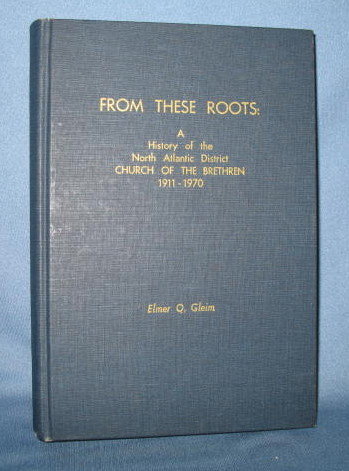 FROM THESE ROOTS:
A
History of the
North Atlantic District
CHURCH OF THE BRETHREN
1911-1970
Elmer Q. Gleim